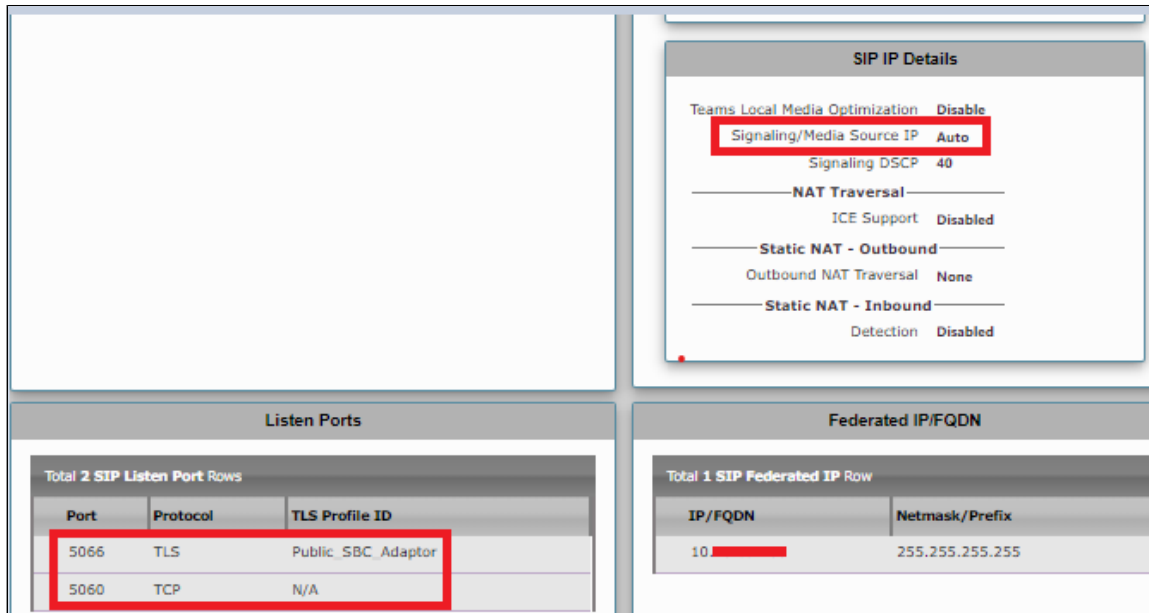 SIP IP Details
Teams Local Media Optimization Disable
Signaling/Media Source IP Auto
Signaling DSCP 40
NAT Traversal
ICE Support Disabled
Static NAT - Outbound
Outbound NAT Traversal None
Static NAT - Inbound
Detection Disabled
Listen Ports
Total 2 SIP Listen Port Rows
Port Protocol TLS Profile ID
5066 TLS Public_SBC_Adaptor
5060 TCP N/A
Federated IP/FQDN
Total 1 SIP Federated IP Row
IP/FQDN Netmask/Prefix
10. 255.255.255.255